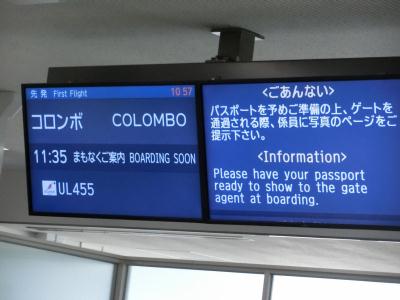 先発 First Flight 10 57
コロンボ COLOMBO
11:35 まもなくご案内 BOARDING SOON
UL455
<ごあんない>
パスポートを予めご準備の上、ゲートを
通過される際、係員に写真のページをご
提示下さい。
<Information>
Please have your passport
ready to show to the gate
agent at boarding.